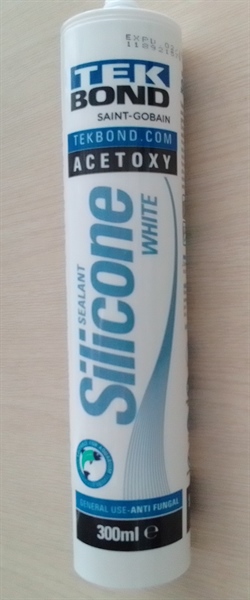 TEK
BOND
SAINT-GOBAIN
TEKBOND.COM
ACETOXY
SEALANT
Silicone
WHITE
GENERAL USE-ANTI FUNGAL
300ml e